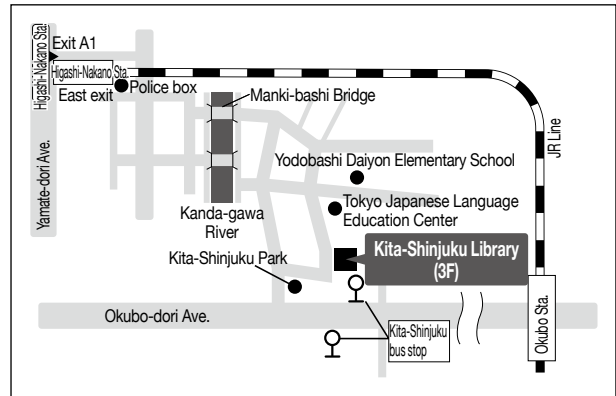 Higashi-Nakano Sta.
Exit A1
Higashi-Nakano Sta.
East exit
Police box
Manki-bashi Bridge
JR Line
Yamate-dori Ave.
Yodobashi Daiyon Elementary School
Tokyo Japanese Language
Education Center
Kanda-gawa
River
Kita-Shinjuku Library
(3F)
Kita-Shinjuku Park
Okubo-dori Ave.
Kita-Shinjuku
bus stop
Okubo Sta.